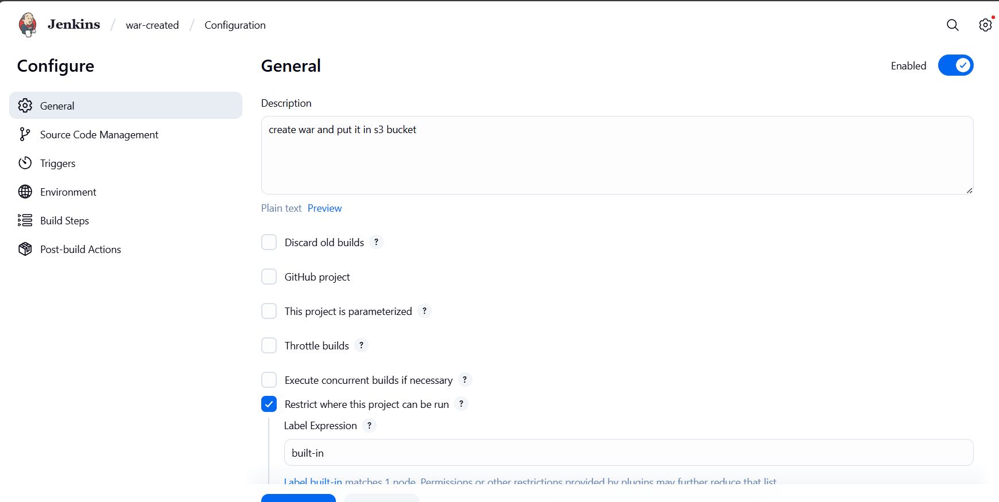 Jenkins / war-created / Configuration
Configure
General
Source Code Management
Triggers
Environment
Build Steps
Post-build Actions
General
Enabled
Description
create war and put it in s3 bucket
Plain text Preview
Discard old builds ?
GitHub project
This project is parameterized ?
Throttle builds ?
Execute concurrent builds if necessary ?
Restrict where this project can be run ?
Label Expression ?
built-in
Label built-in matches 1 node. Permissions or other restrictions provided by plugins may further reduce that list.